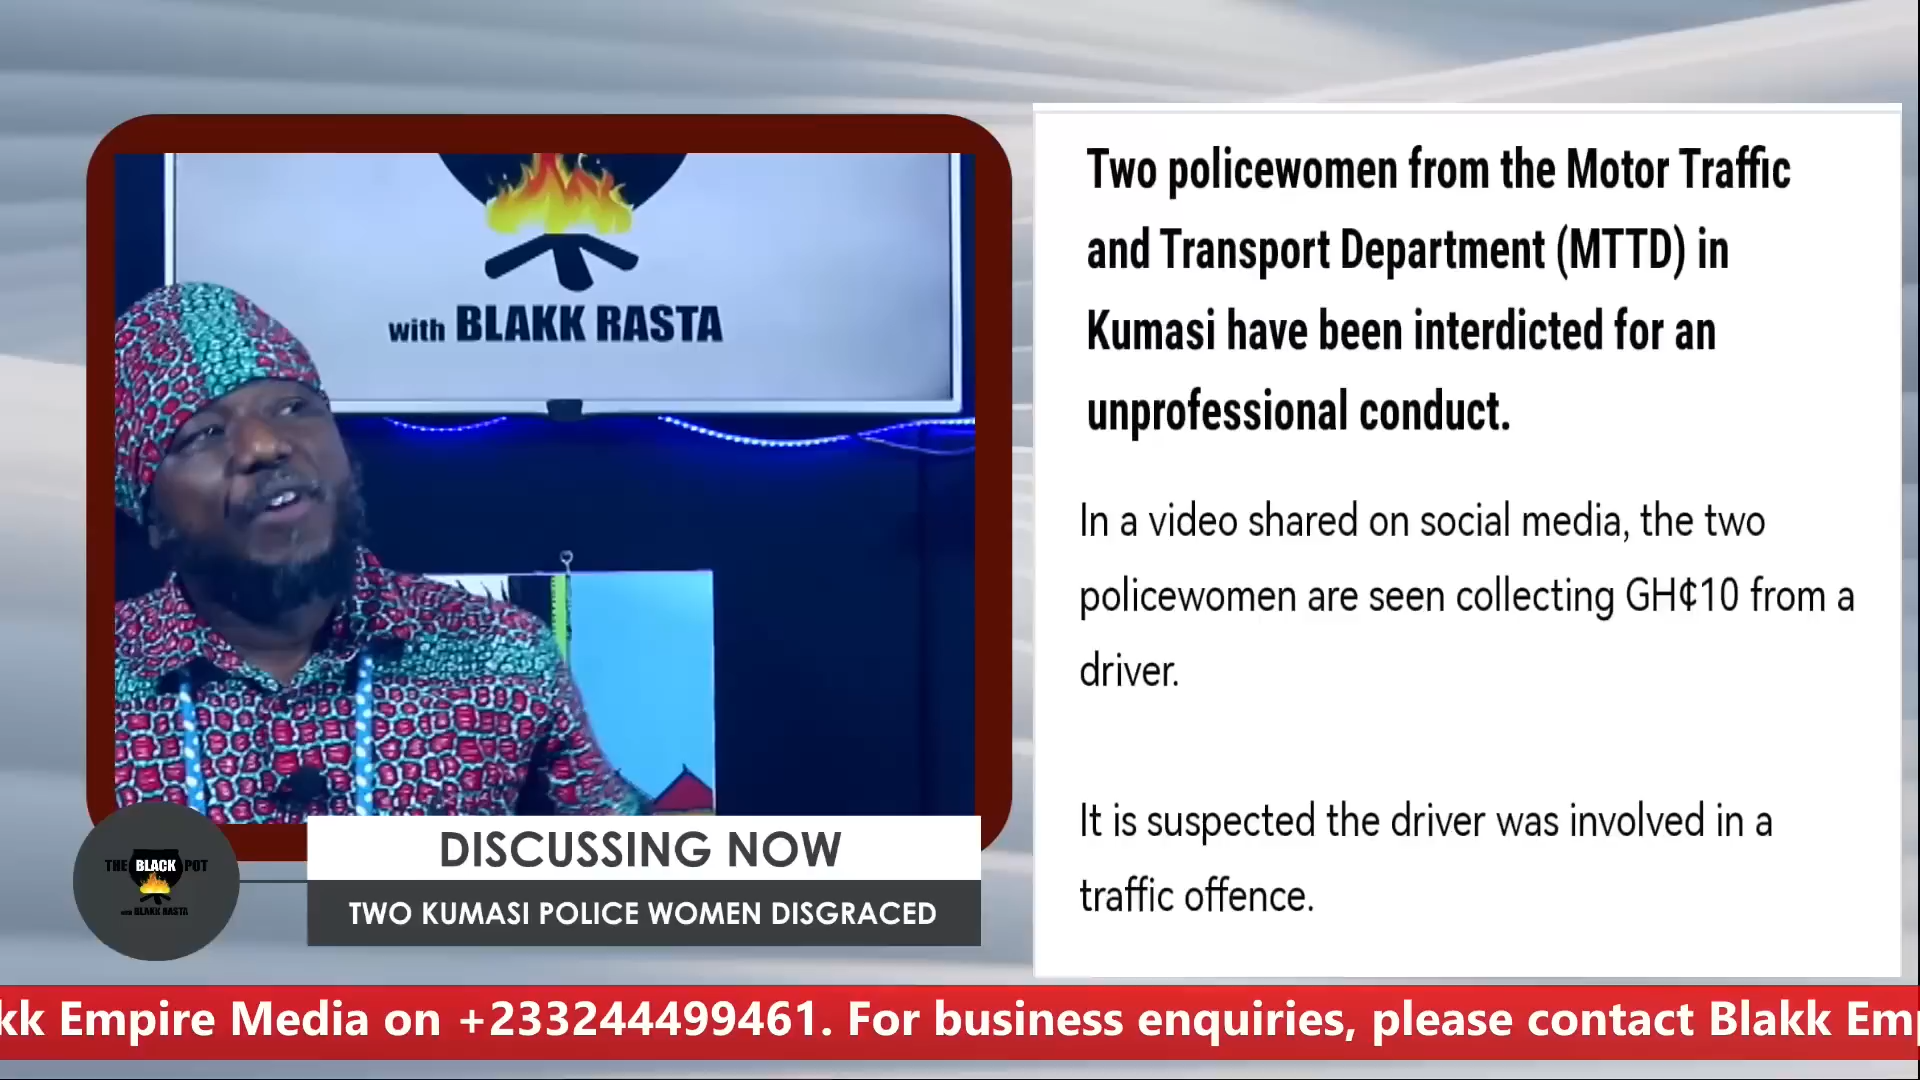 with BLAKK RASTA
Two policewomen from the Motor Traffic
and Transport Department (MTTD) in
Kumasi have been interdicted for an
unprofessional conduct.
In a video shared on social media, the two
policewomen are seen collecting GH¢10 from a
driver.
It is suspected the driver was involved in a
traffic offence.
DISCUSSING NOW
TWO KUMASI POLICE WOMEN DISGRACED
THE BLACK POT
with BLAKK RASTA
kk Empire Media on +233244499461. For business enquiries, please contact Blakk Emp